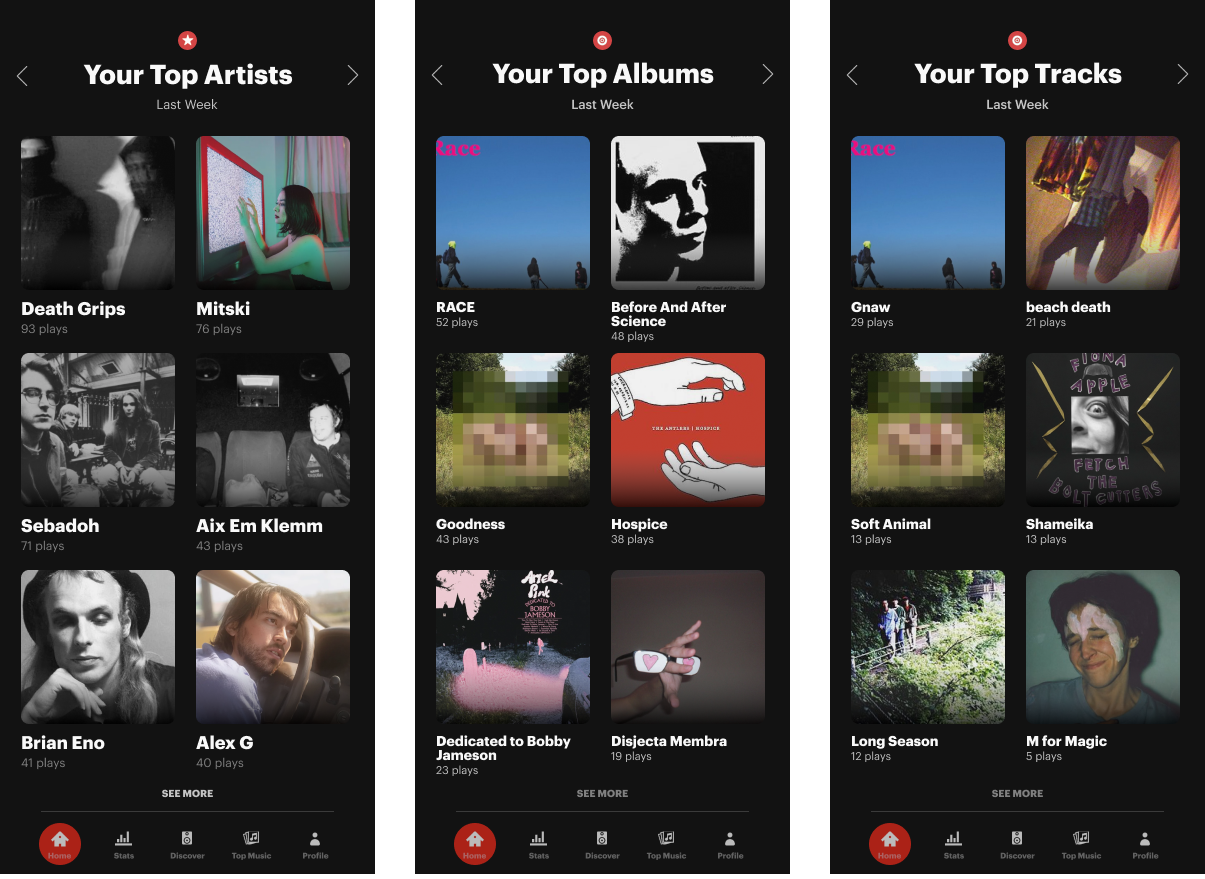 Your Top Artists
Last Week
Death Grips
93 plays
Mitski
76 plays
Sebadoh
71 plays
Aix Em Klemm
43 plays
Brian Eno
41 plays
Alex G
40 plays
SEE MORE
Home
Stats
Discover
Top Music
Profile
Your Top Albums
Last Week
Race
RACE
52 plays
Before And After
Science
48 plays
Goodness
43 plays
THE ANTLERS | HOSPICE
Hospice
38 plays
Ariel
Pink
DEDICATED TO
BOBBY
JAMESON
Dedicated to Bobby
Jameson
23 plays
Disjecta Membra
19 plays
SEE MORE
Home
Stats
Discover
Top Music
Profile
Your Top Tracks
Last Week
Race
Gnaw
29 plays
beach death
21 plays
Soft Animal
13 plays
FIONA
APPLE
FETCH
THE
BOLT CUTTERS
Shameika
13 plays
Long Season
12 plays
M for Magic
5 plays
SEE MORE
Home
Stats
Discover
Top Music
Profile